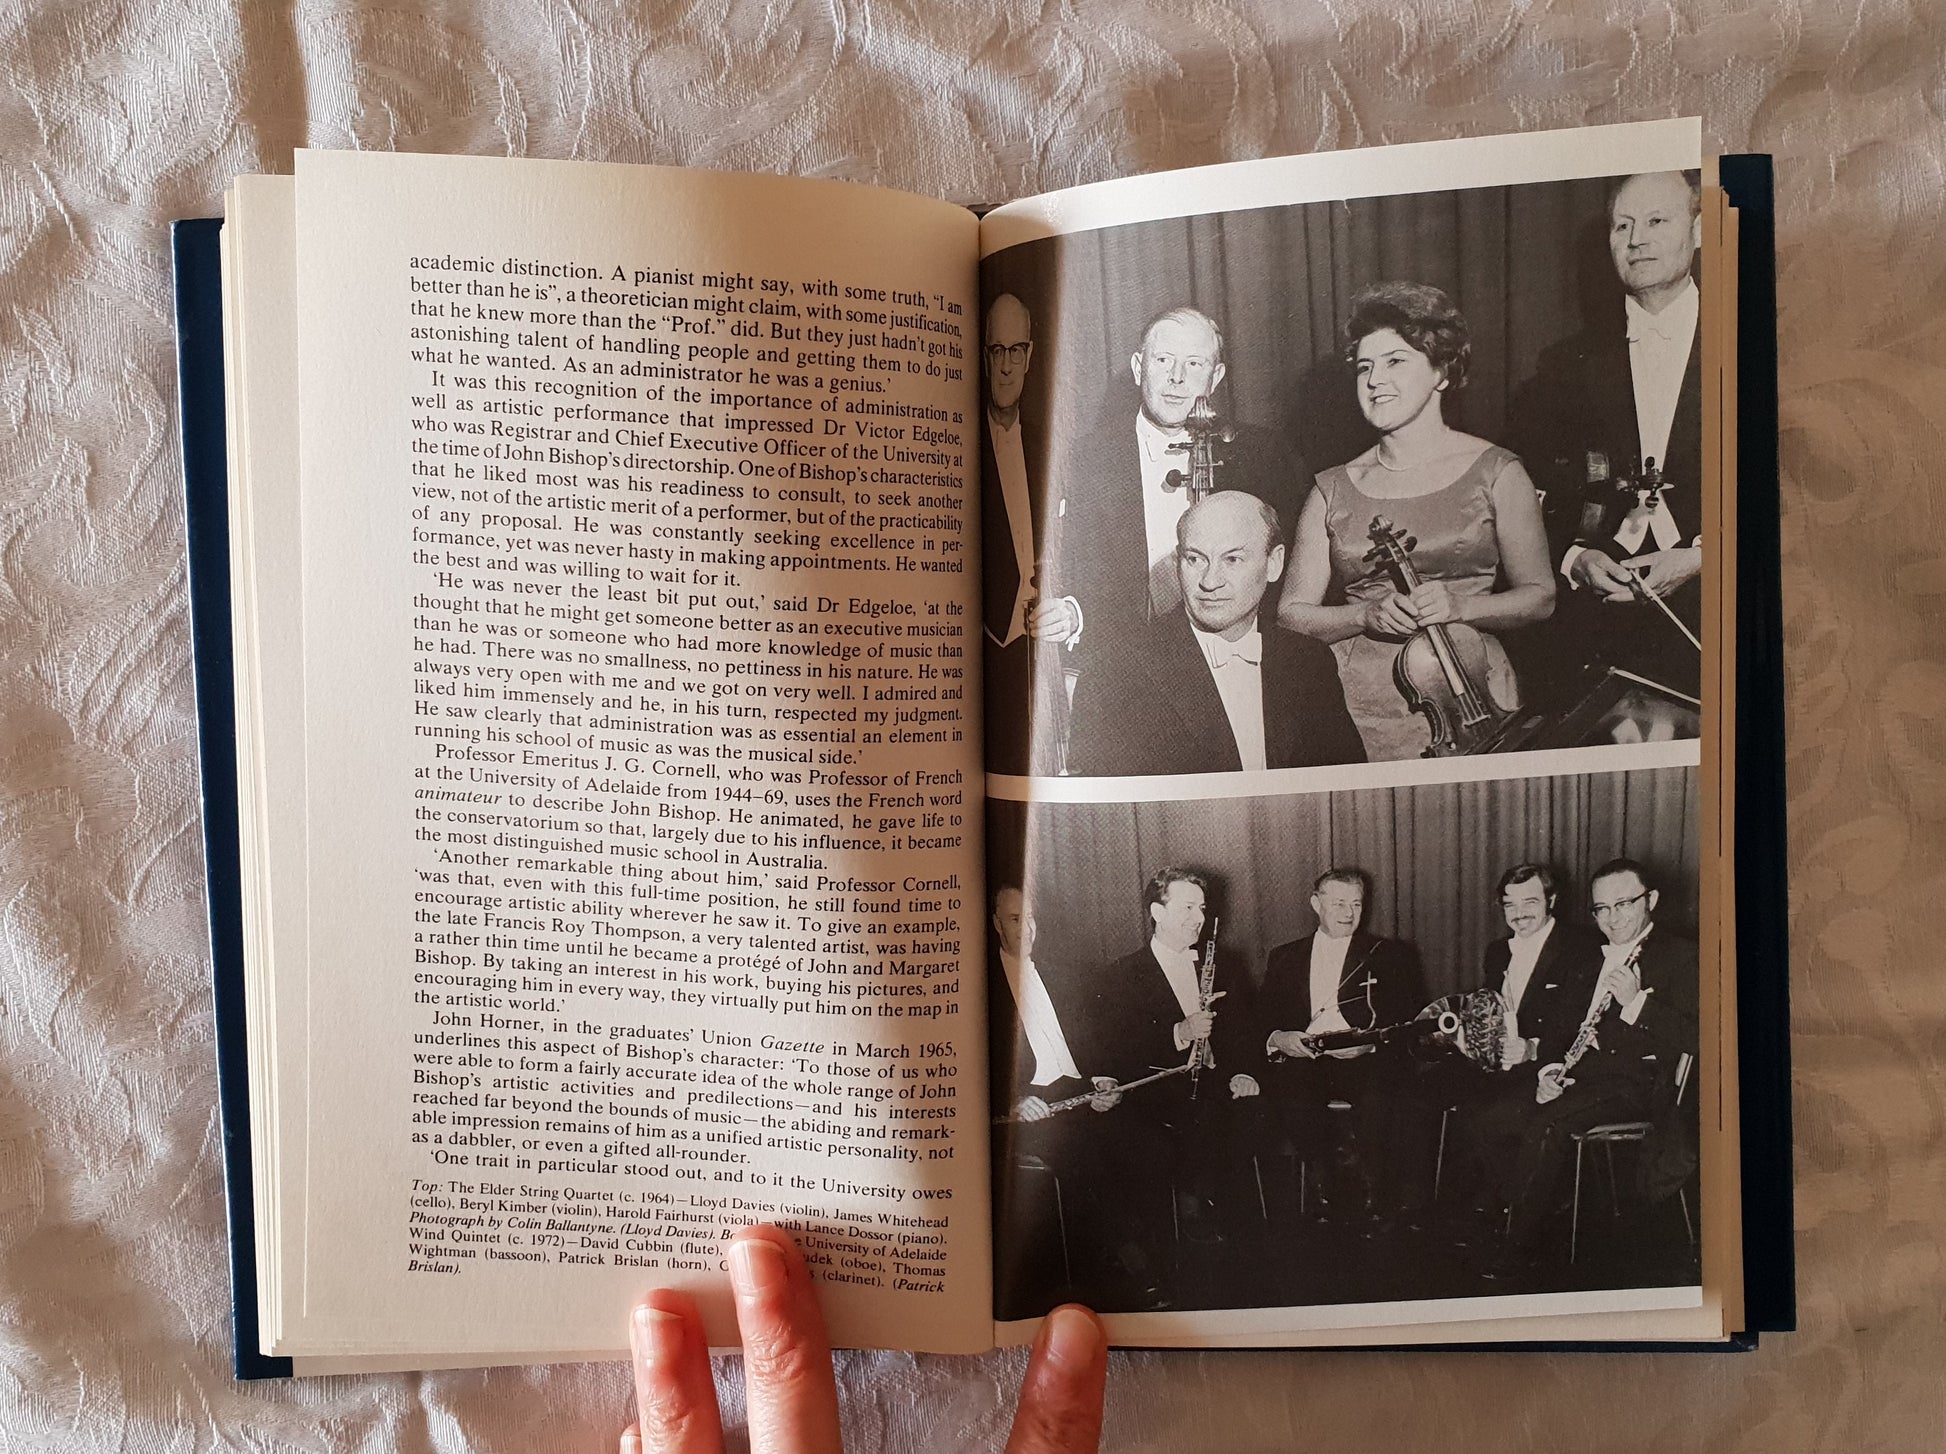 academic distinction. A pianist might say, with some truth, “I am
better than he is”, a theoretician might claim, with some justification,
that he knew more than the “Prof.” did. But they just hadn’t got his
astonishing talent of handling people and getting them to do just
what he wanted. As an administrator he was a genius.’
It was this recognition of the importance of administration as
well as artistic performance that impressed Dr Victor Edgeloe,
who was Registrar and Chief Executive Officer of the University at
the time of John Bishop’s directorship. One of Bishop’s characteristics
that he liked most was his readiness to consult, to seek another
view, not of the artistic merit of a performer, but of the practicability
of any proposal. He was constantly seeking excellence in per-
formance, yet was never hasty in making appointments. He wanted
the best and was willing to wait for it.
‘He was never the least bit put out,’ said Dr Edgeloe, ‘at the
thought that he might get someone better as an executive musician
than he was or someone who had more knowledge of music than
he had. There was no smallness, no pettiness in his nature. He was
always very open with me and we got on very well. I admired and
liked him immensely and he, in his turn, respected my judgment.
He saw clearly that administration was as essential an element in
running his school of music as was the musical side.’
Professor Emeritus J. G. Cornell, who was Professor of French
at the University of Adelaide from 1944–69, uses the French word
animateur to describe John Bishop. He animated, he gave life to
the conservatorium so that, largely due to his influence, it became
the most distinguished music school in Australia.
‘Another remarkable thing about him,’ said Professor Cornell,
‘was that, even with this full-time position, he still found time to
encourage artistic ability wherever he saw it. To give an example,
the late Francis Roy Thompson, a very talented artist, was having
a rather thin time until he became a protégé of John and Margaret
Bishop. By taking an interest in his work, buying his pictures, and
encouraging him in every way, they virtually put him on the map in
the artistic world.’
John Horner, in the graduates’ Union Gazette in March 1965,
underlines this aspect of Bishop’s character: ‘To those of us who
were able to form a fairly accurate idea of the whole range of John
Bishop’s artistic activities and predilections—and his interests
reached far beyond the bounds of music—the abiding and remark-
able impression remains of him as a unified artistic personality, not
as a dabbler, or even a gifted all-rounder.
‘One trait in particular stood out, and to it the University owes
Top: The Elder String Quartet (c. 1964)—Lloyd Davies (violin), James Whitehead
(cello), Beryl Kimber (violin), Harold Fairhurst (viola)—with Lance Dossor (piano).
Photograph by Colin Ballantyne. (Lloyd Davies). University of Adelaide
Wind Quintet (c. 1972)—David Cubbin (flute), (oboe), Thomas
Wightman (bassoon), Patrick Brislan (horn), (clarinet). (Patrick
Brislan).